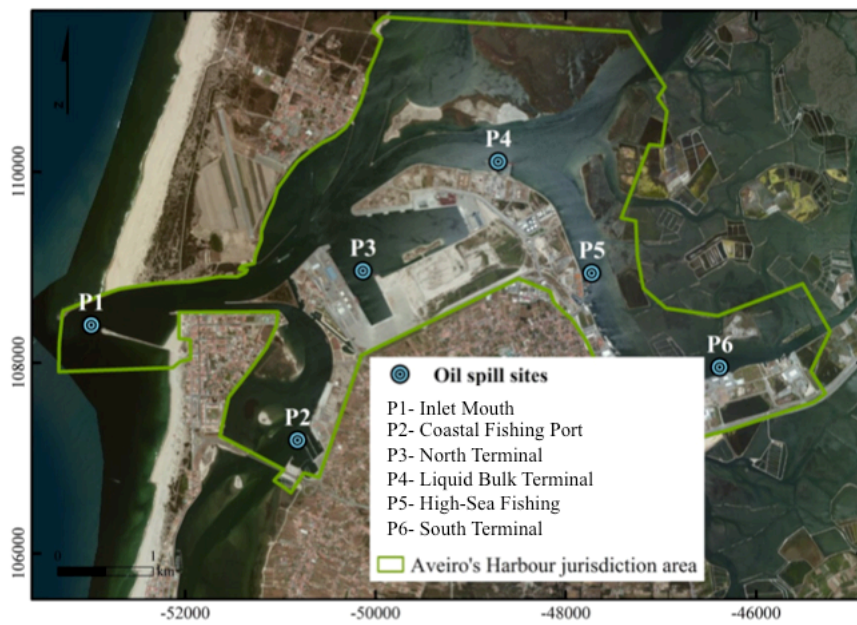 N
P4
110000
P3
P5
P1
P6
108000
P2
Oil spill sites
P1- Inlet Mouth
P2- Coastal Fishing Port
P3- North Terminal
P4- Liquid Bulk Terminal
P5- High-Sea Fishing
P6- South Terminal
Aveiro's Harbour jurisdiction area
106000
0 1
km
-52000 -50000 -48000 -46000